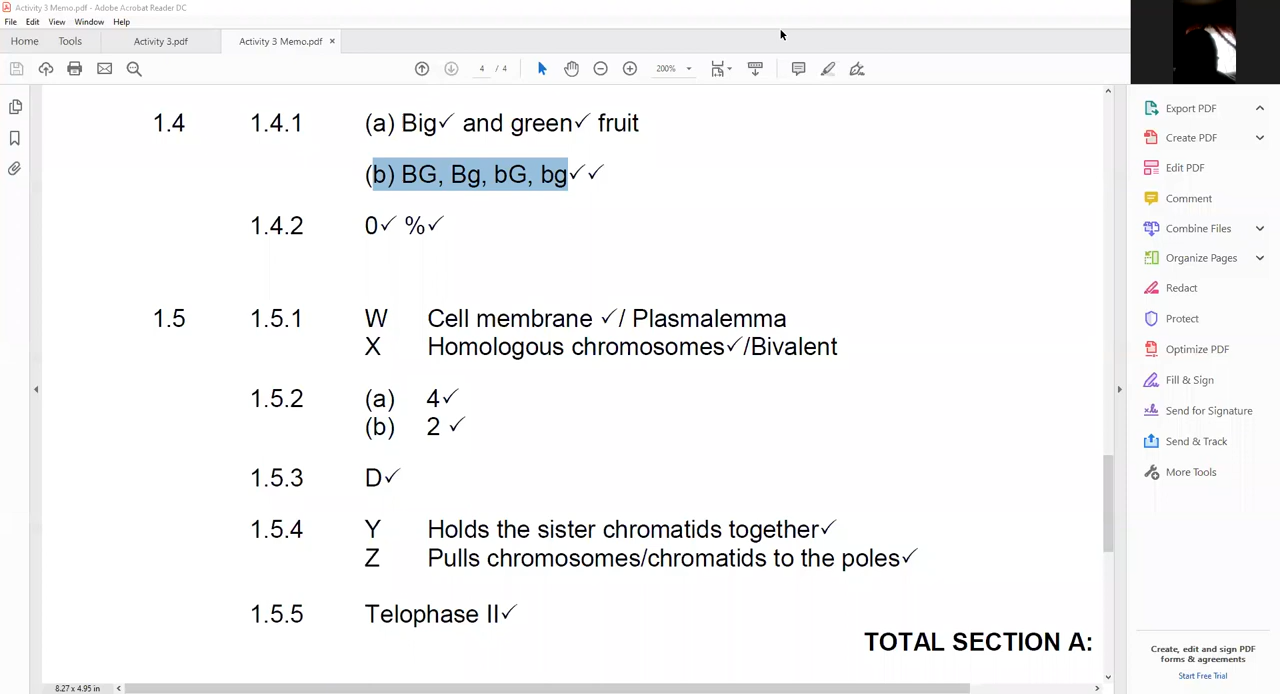 Activity 3 Memo.pdf - Adobe Acrobat Reader DC
File Edit View Window Help
Home Tools Activity 3.pdf Activity 3 Memo.pdf ×
4 / 4 200%
1.4 1.4.1 (a) Big✓ and green✓ fruit
(b) BG, Bg, bG, bg✓✓
1.4.2 0✓ %✓
1.5 1.5.1 W Cell membrane ✓/ Plasmalemma
X Homologous chromosomes✓/Bivalent
1.5.2 (a) 4✓
(b) 2 ✓
1.5.3 D✓
1.5.4 Y Holds the sister chromatids together✓
Z Pulls chromosomes/chromatids to the poles✓
1.5.5 Telophase II✓
TOTAL SECTION A:
8.27 x 4.95 in
Export PDF
Create PDF
Edit PDF
Comment
Combine Files
Organize Pages
Redact
Protect
Optimize PDF
Fill & Sign
Send for Signature
Send & Track
More Tools
Create, edit and sign PDF
forms & agreements
Start Free Trial